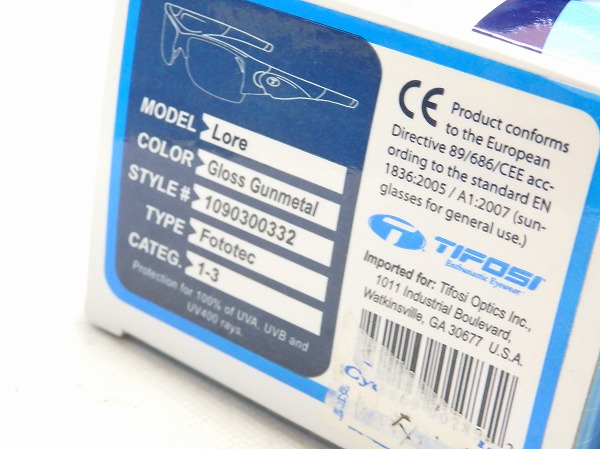 MODEL Lore
COLOR Gloss Gunmetal
STYLE # 1090300332
TYPE Fototec
CATEG. 1-3
Protection for 100% of UVA, UVB and
UV400 rays.
CE Product conforms
to the European
Directive 89/686/CEE acc-
ording to the standard EN
1836:2005 / A1:2007 (sun-
glasses for general use.)
TIFOSI
Enthusiastic Eyewear
Imported for: Tifosi Optics Inc.,
1011 Industrial Boulevard,
Watkinsville, GA 30677 U.S.A.